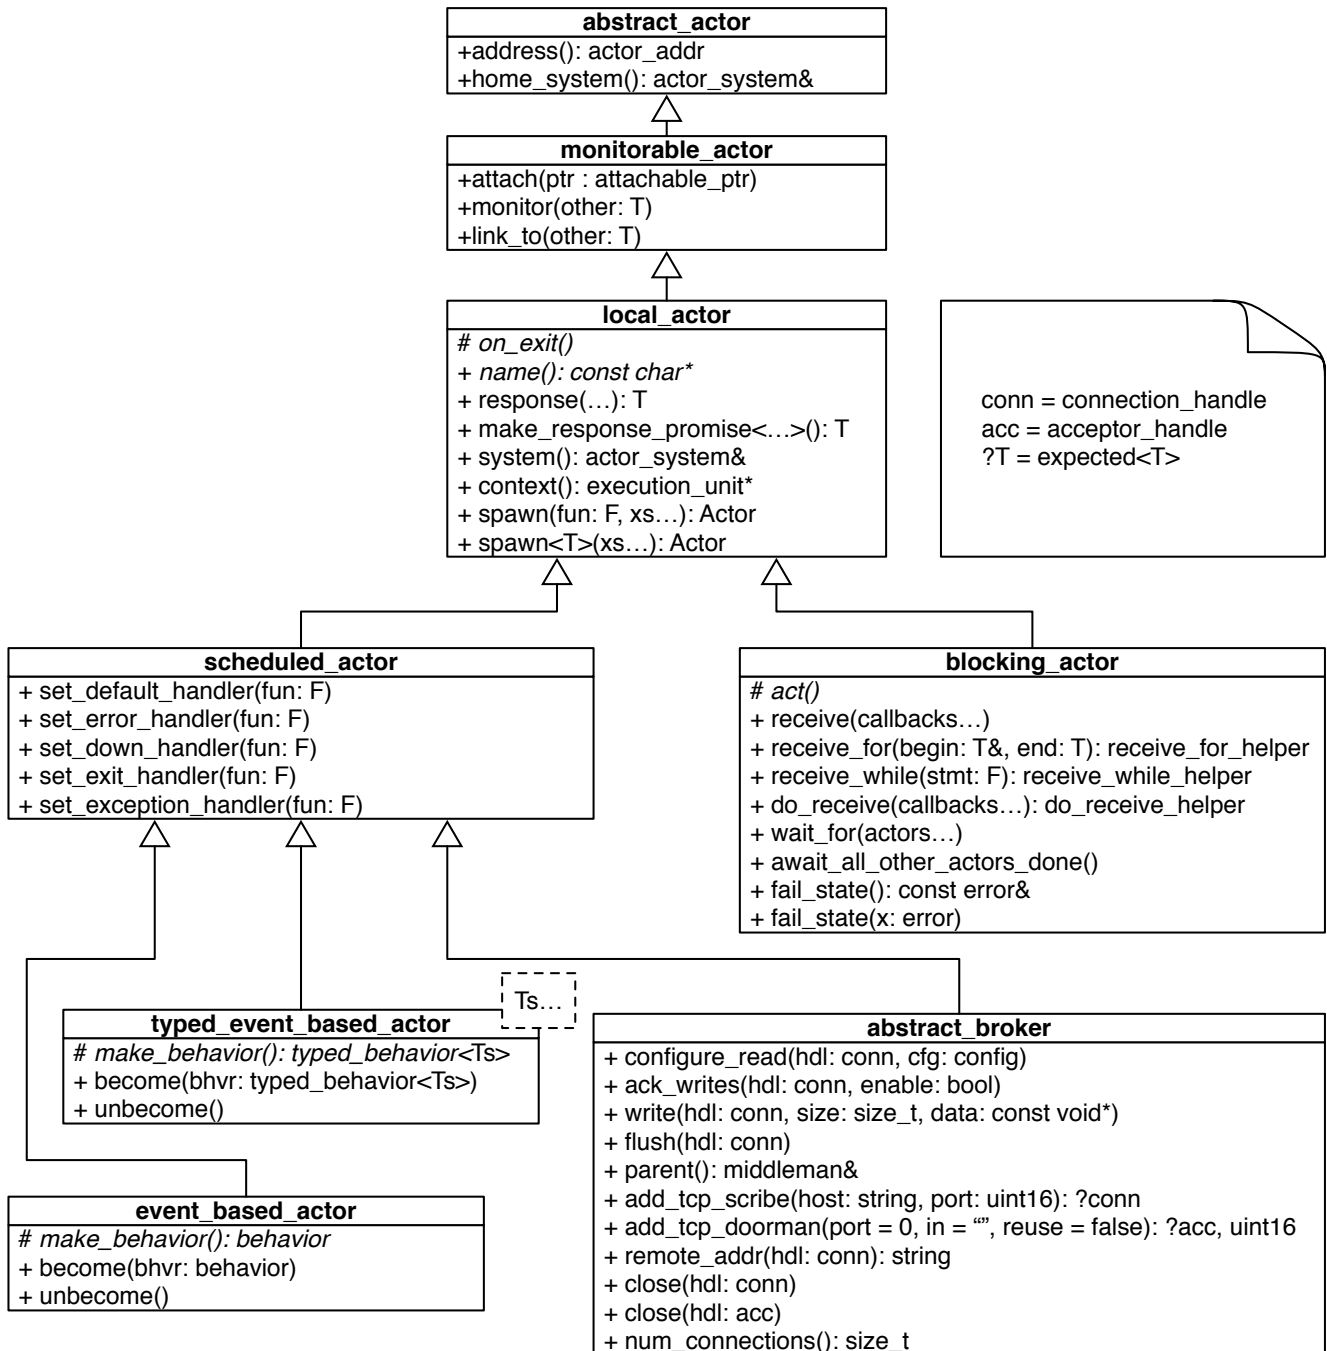 abstract_actor
+address(): actor_addr
+home_system(): actor_system&
monitorable_actor
+attach(ptr : attachable_ptr)
+monitor(other: T)
+link_to(other: T)
local_actor
# on_exit()
+ name(): const char*
+ response(…): T
+ make_response_promise<…>(): T
+ system(): actor_system&
+ context(): execution_unit*
+ spawn(fun: F, xs…): Actor
+ spawn<T>(xs…): Actor
conn = connection_handle
acc = acceptor_handle
?T = expected<T>
scheduled_actor
+ set_default_handler(fun: F)
+ set_error_handler(fun: F)
+ set_down_handler(fun: F)
+ set_exit_handler(fun: F)
+ set_exception_handler(fun: F)
blocking_actor
# act()
+ receive(callbacks…)
+ receive_for(begin: T&, end: T): receive_for_helper
+ receive_while(stmt: F): receive_while_helper
+ do_receive(callbacks…): do_receive_helper
+ wait_for(actors…)
+ await_all_other_actors_done()
+ fail_state(): const error&
+ fail_state(x: error)
Ts…
typed_event_based_actor
# make_behavior(): typed_behavior<Ts>
+ become(bhvr: typed_behavior<Ts>)
+ unbecome()
event_based_actor
# make_behavior(): behavior
+ become(bhvr: behavior)
+ unbecome()
abstract_broker
+ configure_read(hdl: conn, cfg: config)
+ ack_writes(hdl: conn, enable: bool)
+ write(hdl: conn, size: size_t, data: const void*)
+ flush(hdl: conn)
+ parent(): middleman&
+ add_tcp_scribe(host: string, port: uint16): ?conn
+ add_tcp_doorman(port = 0, in = “”, reuse = false): ?acc, uint16
+ remote_addr(hdl: conn): string
+ close(hdl: conn)
+ close(hdl: acc)
+ num_connections(): size_t